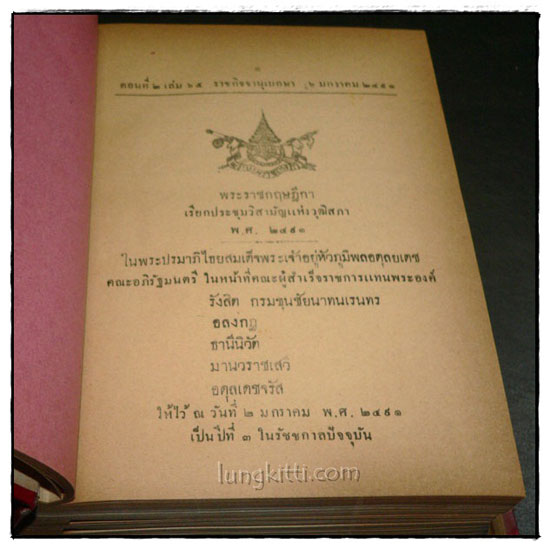 ๑
ตอนที่ ๒ เล่ม ๖๕ ราชกิจจานุเบกษา ๖ มกราคม ๒๔๙๑
พระราชกฤษฎีกา
เรียกประชุมวิสามัญแห่งวุฒิสภา
พ.ศ. ๒๔๙๑
ในพระปรมาภิไธยสมเด็จพระเจ้าอยู่หัวภูมิพลอดุลยเดช
คณะอภิรัฐมนตรี ในหน้าที่คณะผู้สำเร็จราชการแทนพระองค์
รังสิต กรมขุนชัยนาทนเรนทร
อลงกฎ
ธานีนิวัต
มานวราชเสวี
อดุลเดชจรัส
ให้ไว้ ณ วันที่ ๒ มกราคม พ.ศ. ๒๔๙๑
เป็นปีที่ ๓ ในรัชชกาลปัจจุบัน
lungkitti.com